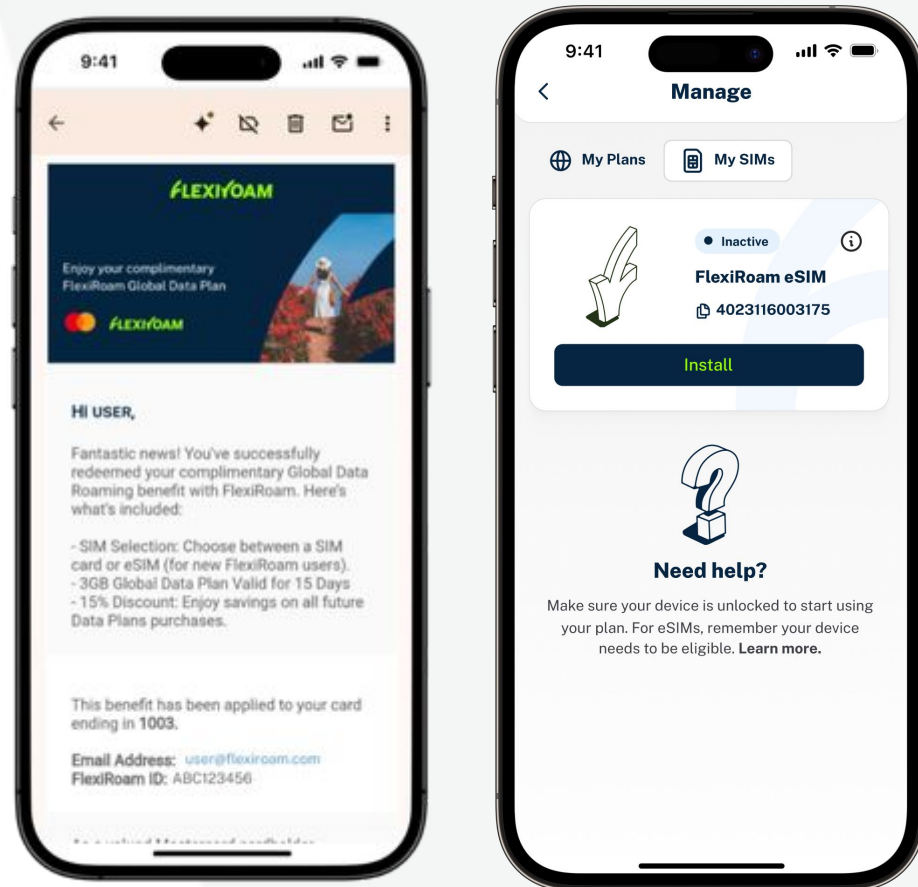 9:41
FLEXIROAM
Enjoy your complimentary
FlexiRoam Global Data Plan
FLEXIROAM
Hi USER,
Fantastic news! You've successfully
redeemed your complimentary Global Data
Roaming benefit with FlexiRoam. Here's
what's included:
- SIM Selection: Choose between a SIM
card or eSIM (for new FlexiRoam users).
- 3GB Global Data Plan Valid for 15 Days
- 15% Discount: Enjoy savings on all future
Data Plans purchases.
This benefit has been applied to your card
ending in 1003.
Email Address: user@flexiroam.com
FlexiRoam ID: ABC123456
9:41
Manage
My Plans
My SIMs
Inactive
FlexiRoam eSIM
4023116003175
Install
Need help?
Make sure your device is unlocked to start using
your plan. For eSIMs, remember your device
needs to be eligible. Learn more.